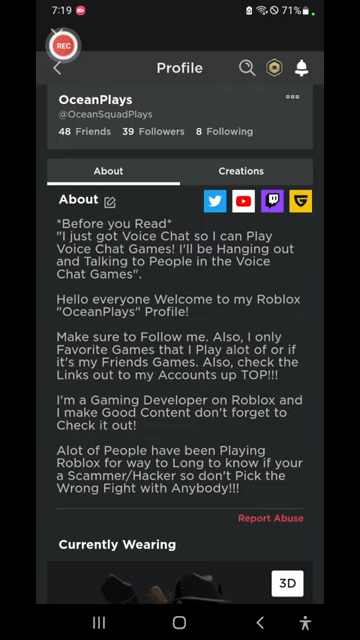 7:19 71%
REC
Profile
OceanPlays
@OceanSquadPlays
48 Friends 39 Followers 8 Following
About Creations
About
*Before you Read*
"I just got Voice Chat so I can Play
Voice Chat Games! I'll be Hanging out
and Talking to People in the Voice
Chat Games".
Hello everyone Welcome to my Roblox
"OceanPlays" Profile!
Make sure to Follow me. Also, I only
Favorite Games that I Play alot of or if
it's my Friends Games. Also, check the
Links out to my Accounts up TOP!!!
I'm a Gaming Developer on Roblox and
I make Good Content don't forget to
Check it out!
Alot of People have been Playing
Roblox for way to Long to know if your
a Scammer/Hacker so don't Pick the
Wrong Fight with Anybody!!!
Report Abuse
Currently Wearing
3D